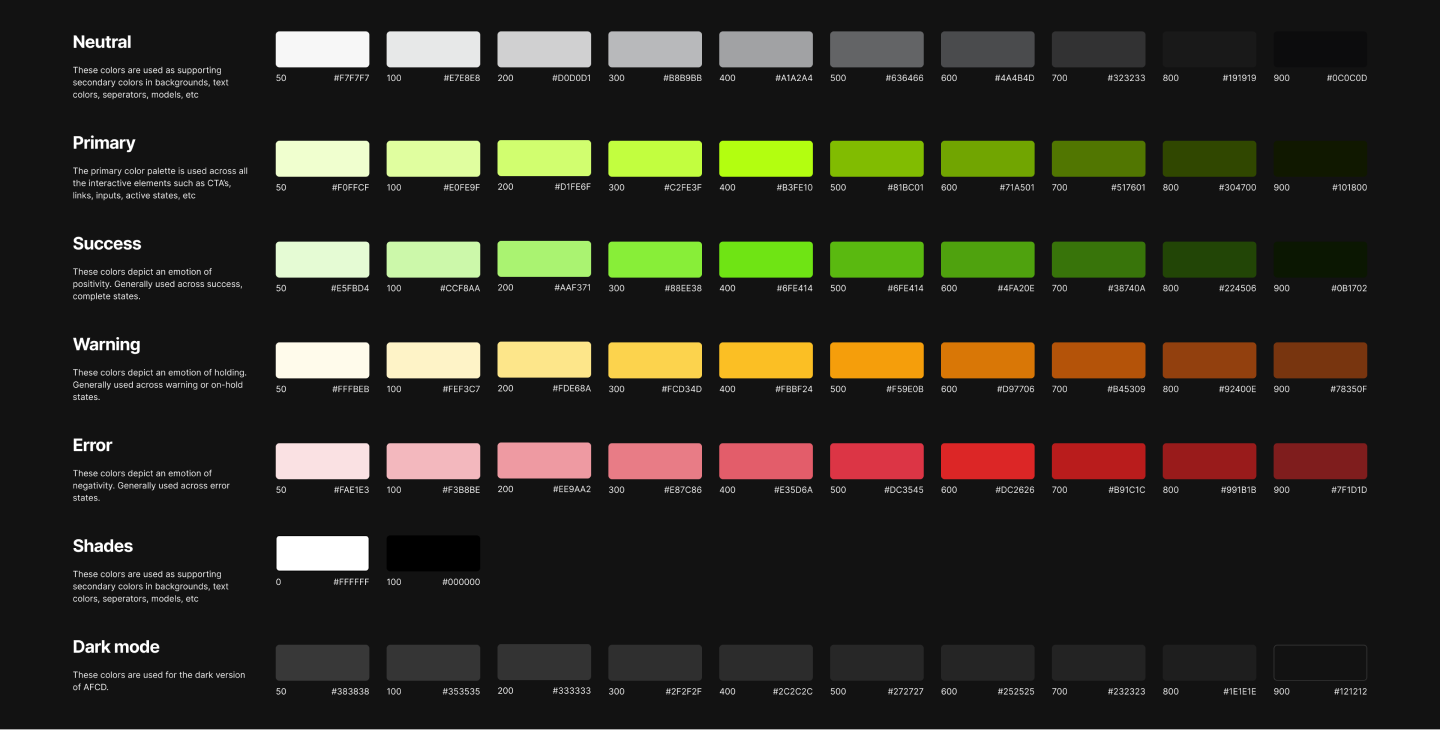 Neutral
These colors are used as supporting
secondary colors in backgrounds, text
colors, seperators, models, etc
50 #F7F7F7 100 #E7E8E8 200 #D0D0D1 300 #B8B9BB 400 #A1A2A4 500 #636466 600 #4A4B4D 700 #323233 800 #191919 900 #0C0C0D
Primary
The primary color palette is used across all
the interactive elements such as CTA's,
links, inputs, active states, etc
50 #F0FFCF 100 #E0FE9F 200 #D1FE6F 300 #C2FE3F 400 #B3FE10 500 #81BC01 600 #71A501 700 #517601 800 #304700 900 #101800
Success
These colors depict an emotion of
positivity. Generally used across success,
complete states.
50 #E5FBD4 100 #CCF8AA 200 #AAF371 300 #88EE38 400 #6FE414 500 #6FE414 600 #4FA20E 700 #38740A 800 #224506 900 #0B1702
Warning
These colors depict an emotion of holding.
Generally used across warning or on-hold
states.
50 #FFFBEB 100 #FEF3C7 200 #FDE68A 300 #FCD34D 400 #FBBF24 500 #F59E0B 600 #D97706 700 #B45309 800 #92400E 900 #78350F
Error
These colors depict an emotion of
negativity. Generally used across error
states.
50 #FAE1E3 100 #F3B8BE 200 #EE9AA2 300 #E87C86 400 #E35D6A 500 #DC3545 600 #DC2626 700 #B91C1C 800 #991B1B 900 #7F1D1D
Shades
These colors are used as supporting
secondary colors in backgrounds, text
colors, seperators, models, etc
0 #FFFFFF 100 #000000
Dark mode
These colors are used for the dark version
of AFCD.
50 #383838 100 #353535 200 #333333 300 #2F2F2F 400 #2C2C2C 500 #272727 600 #252525 700 #232323 800 #1E1E1E 900 #121212